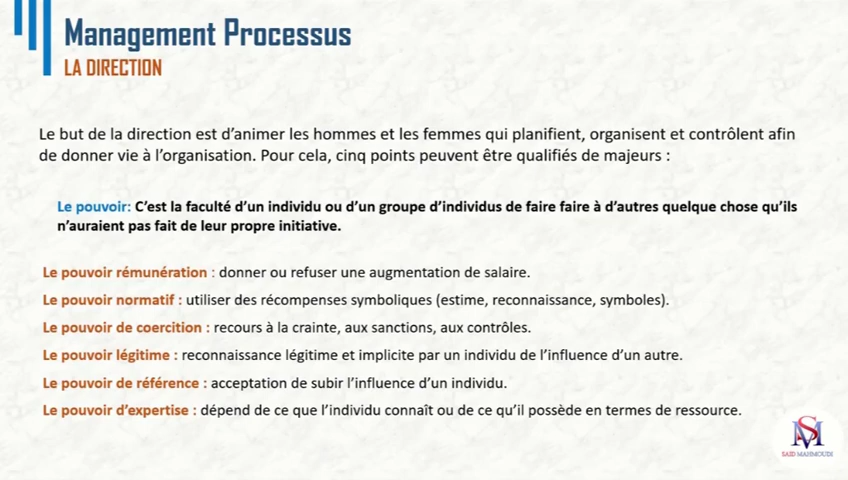 Management Processus
LA DIRECTION
Le but de la direction est d’animer les hommes et les femmes qui planifient, organisent et contrôlent afin
de donner vie à l’organisation. Pour cela, cinq points peuvent être qualifiés de majeurs :
Le pouvoir: C’est la faculté d’un individu ou d’un groupe d’individus de faire faire à d’autres quelque chose qu’ils
n’auraient pas fait de leur propre initiative.
Le pouvoir rémunération : donner ou refuser une augmentation de salaire.
Le pouvoir normatif : utiliser des récompenses symboliques (estime, reconnaissance, symboles).
Le pouvoir de coercition : recours à la crainte, aux sanctions, aux contrôles.
Le pouvoir légitime : reconnaissance légitime et implicite par un individu de l’influence d’un autre.
Le pouvoir de référence : acceptation de subir l’influence d’un individu.
Le pouvoir d’expertise : dépend de ce que l’individu connaît ou de ce qu’il possède en termes de ressource.
SM
SAID MAHMOUDI